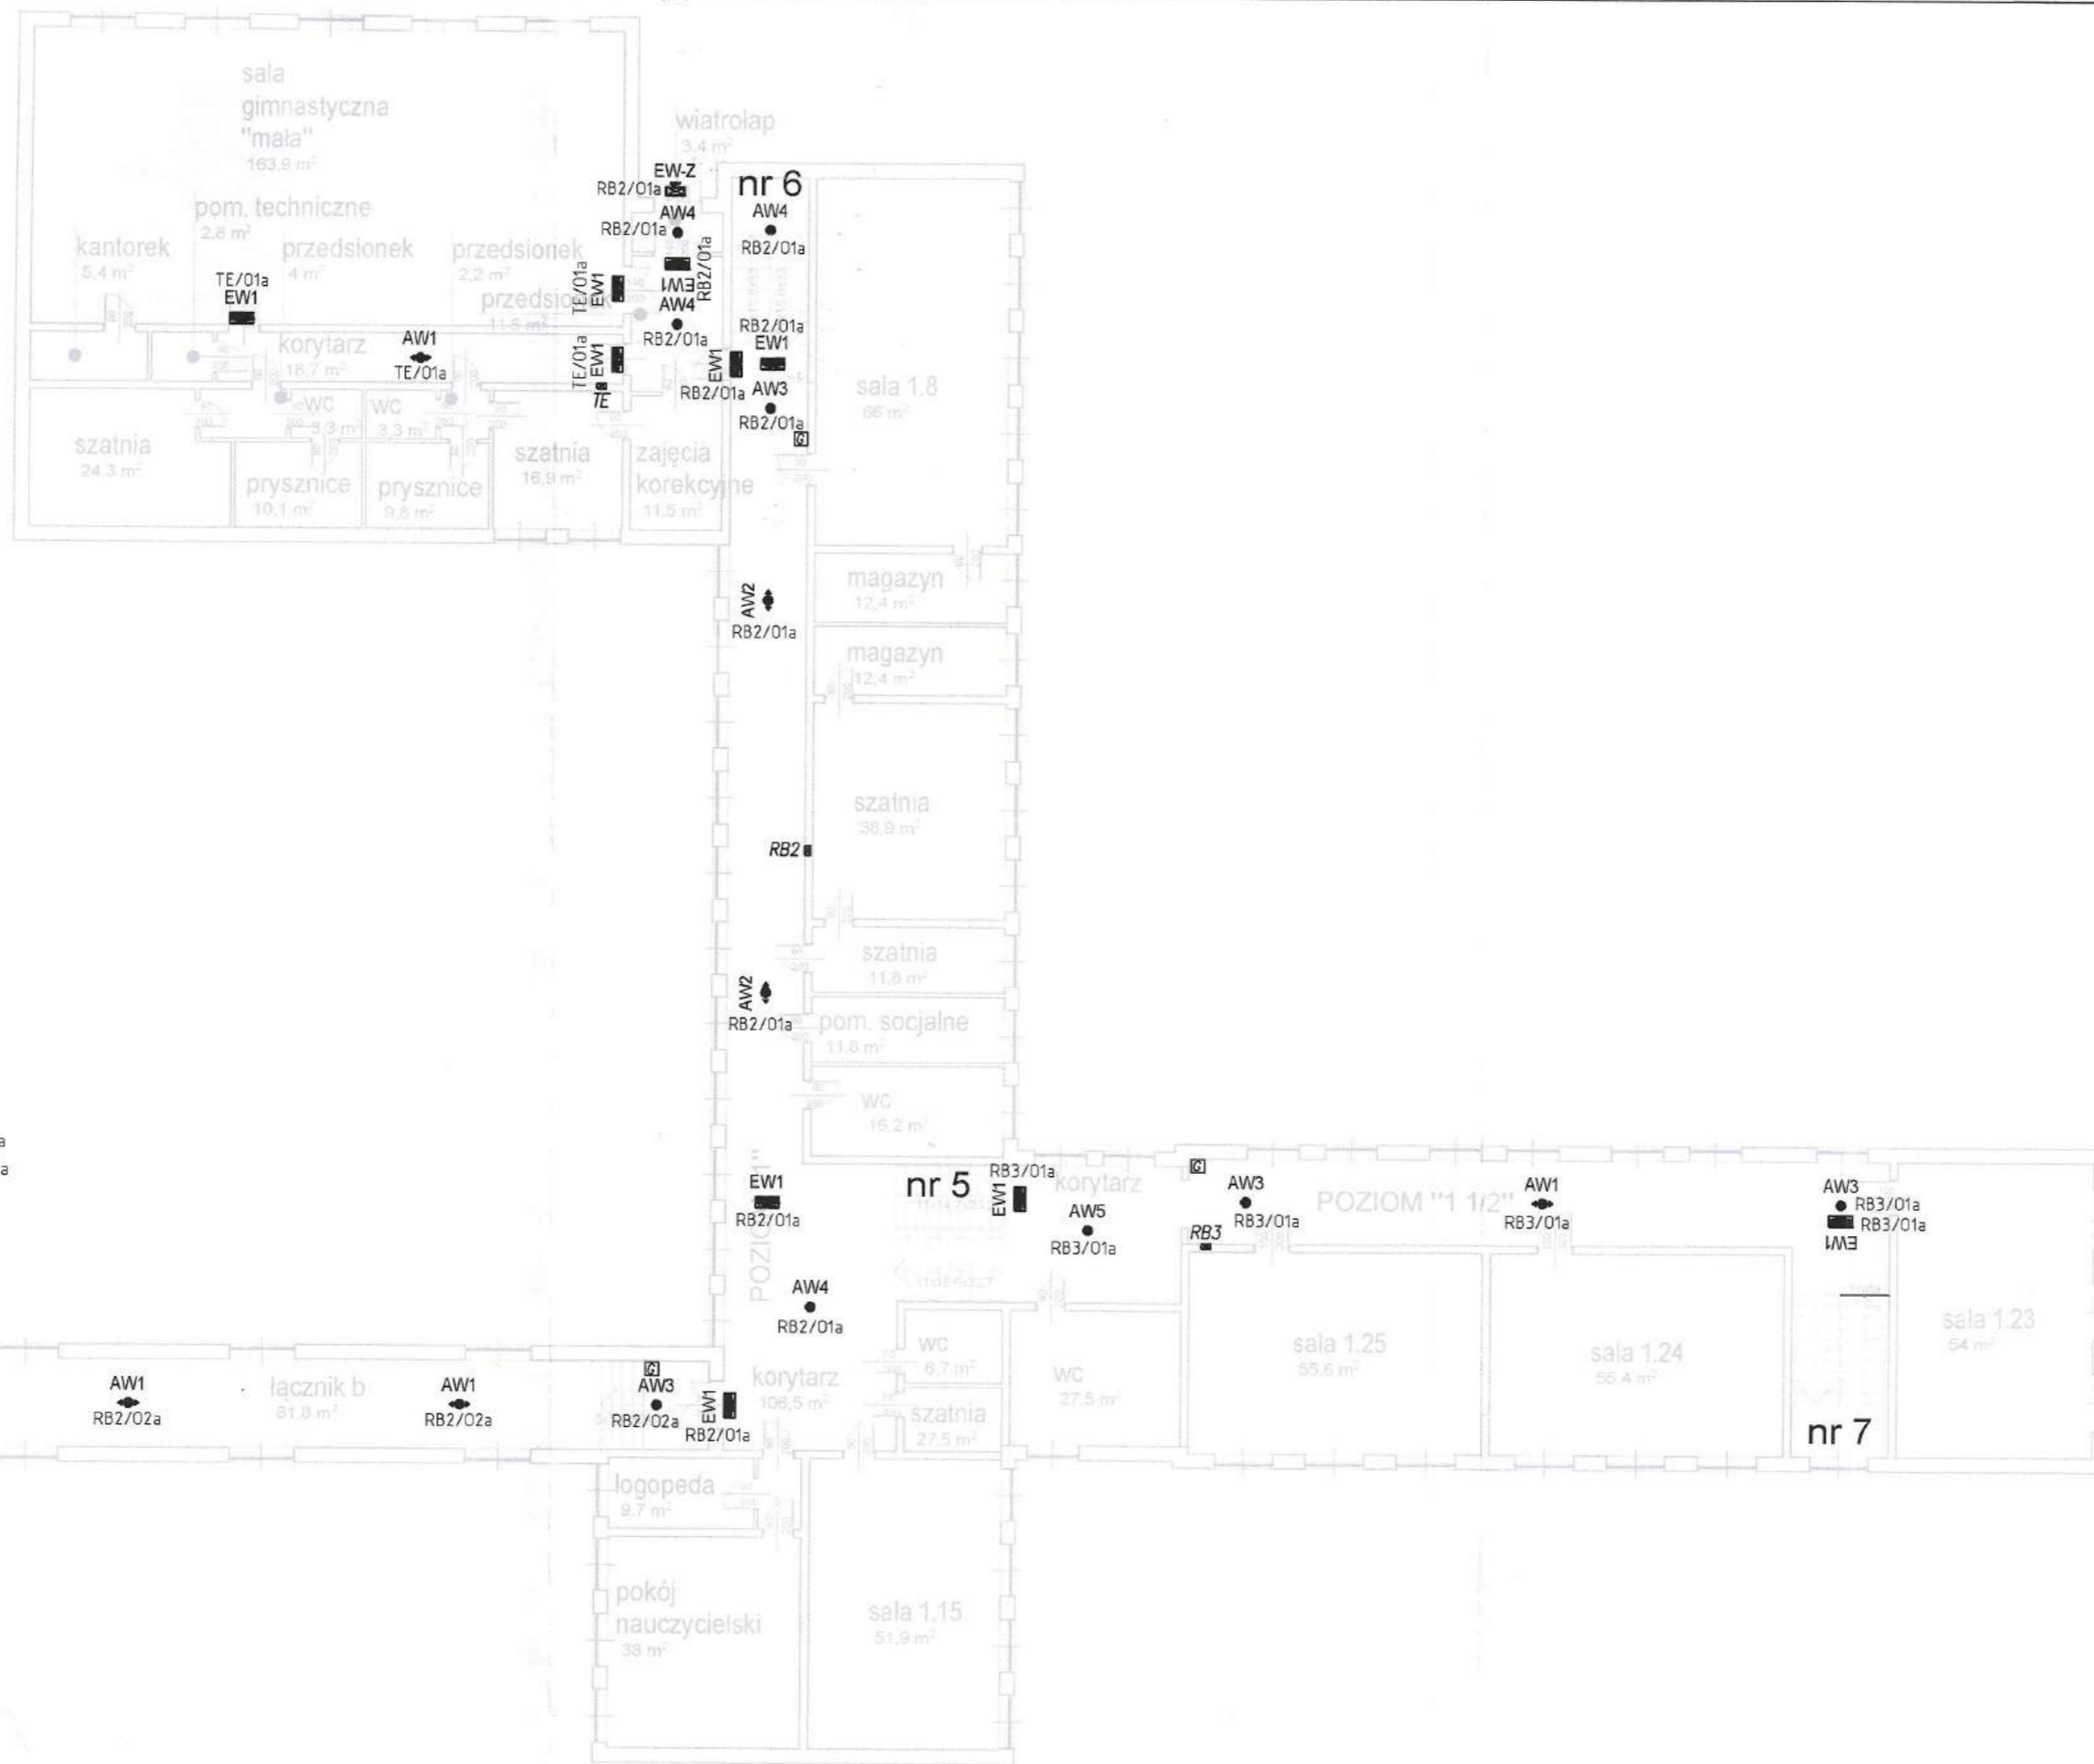 sala
gimnastyczna
"mała"
163,9 m²
wiatrołap
3,4 m²
pom. techniczne
2,8 m²
kantorek
5,4 m²
przedsionek
4 m²
przedsionek
2,2 m²
przedsionek
11,6 m²
EW-Z
RB2/01a
AW4
RB2/01a
RB2/01a
EW1
AW4
RB2/01a
nr 6
AW4
RB2/01a
TE/01a
EW1
TE/01a
EW1
TE/01a
EW1
TE
korytarz
18,7 m²
AW1
TE/01a
RB2/01a
EW1
EW1
RB2/01a
AW3
RB2/01a
G
sala 1.8
66 m²
szatnia
24,3 m²
wc
3,3 m²
wc
3,3 m²
prysznice
10,1 m²
prysznice
9,8 m²
szatnia
16,9 m²
zajęcia
korekcyjne
11,5 m²
AW2
RB2/01a
magazyn
12,4 m²
magazyn
12,4 m²
szatnia
38,9 m²
RB2
szatnia
11,8 m²
AW2
RB2/01a
pom. socjalne
11,8 m²
wc
16,2 m²
a
a
POZIOM "1"
EW1
RB2/01a
nr 5
RB3/01a
EW1
korytarz
AW5
RB3/01a
G
AW3
RB3/01a
RB3
POZIOM "1 1/2"
AW1
RB3/01a
AW3
RB3/01a
RB3/01a
EW1
AW4
RB2/01a
łącznik b
81,8 m²
AW1
RB2/02a
AW1
RB2/02a
G
AW3
RB2/02a
EW1
RB2/01a
korytarz
106,5 m²
wc
6,7 m²
szatnia
27,5 m²
wc
27,5 m²
sala 1.25
55,6 m²
sala 1.24
55,4 m²
nr 7
sala 1.23
54 m²
logopeda
9,7 m²
pokój
nauczycielski
38 m²
sala 1.15
51,9 m²